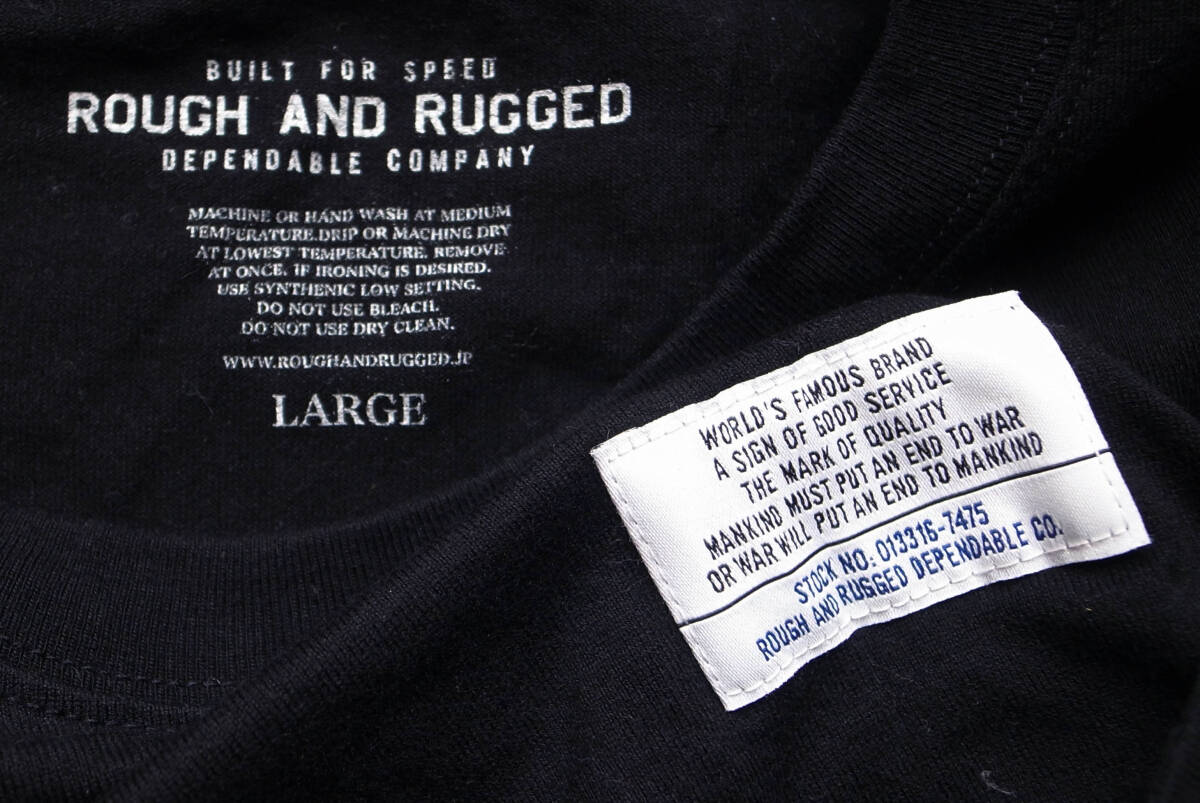 BUILT FOR SPEED
ROUGH AND RUGGED
DEPENDABLE COMPANY
MACHINE OR HAND WASH AT MEDIUM
TEMPERATURE.DRIP OR MACHINE DRY
AT LOWEST TEMPERATURE. REMOVE
AT ONCE. IF IRONING IS DESIRED.
USE SYNTHENIC LOW SETTING.
DO NOT USE BLEACH.
DO NOT USE DRY CLEAN.
WWW.ROUGHANDRUGGED.JP
LARGE
WORLD'S FAMOUS BRAND
A SIGN OF GOOD SERVICE
THE MARK OF QUALITY
MANKIND MUST PUT AN END TO WAR
OR WAR WILL PUT AN END TO MANKIND
STOCK NO: 013316-7475
ROUGH AND RUGGED DEPENDABLE CO.